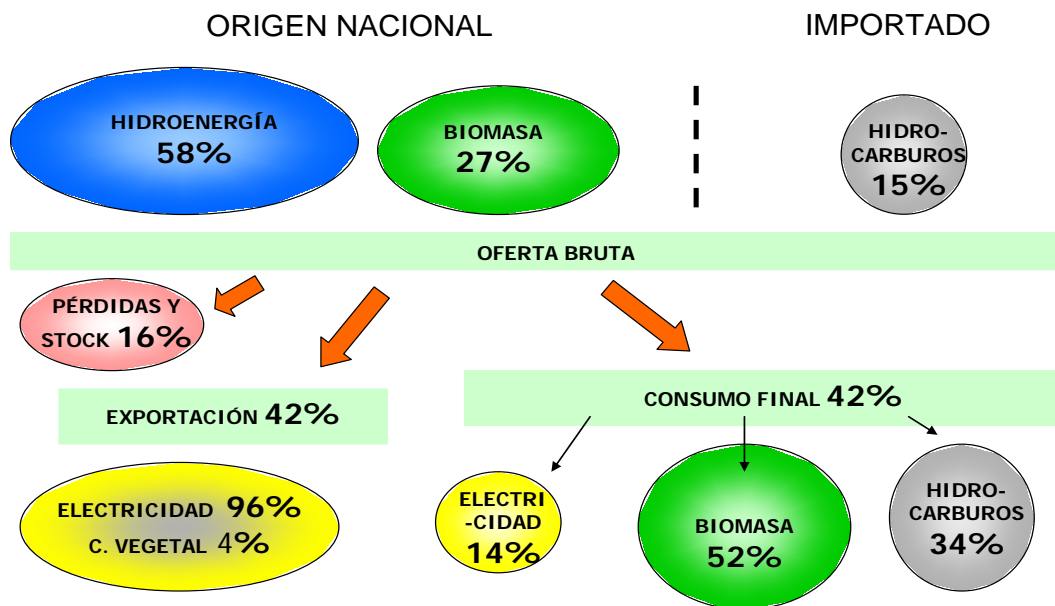 ORIGEN NACIONAL
IMPORTADO
HIDROENERGÍA
58%
BIOMASA
27%
HIDRO-
CARBUROS
15%
OFERTA BRUTA
PÉRDIDAS Y
STOCK 16%
EXPORTACIÓN 42%
CONSUMO FINAL 42%
ELECTRICIDAD 96%
C. VEGETAL 4%
ELECTRI
-CIDAD
14%
BIOMASA
52%
HIDRO-
CARBUROS
34%